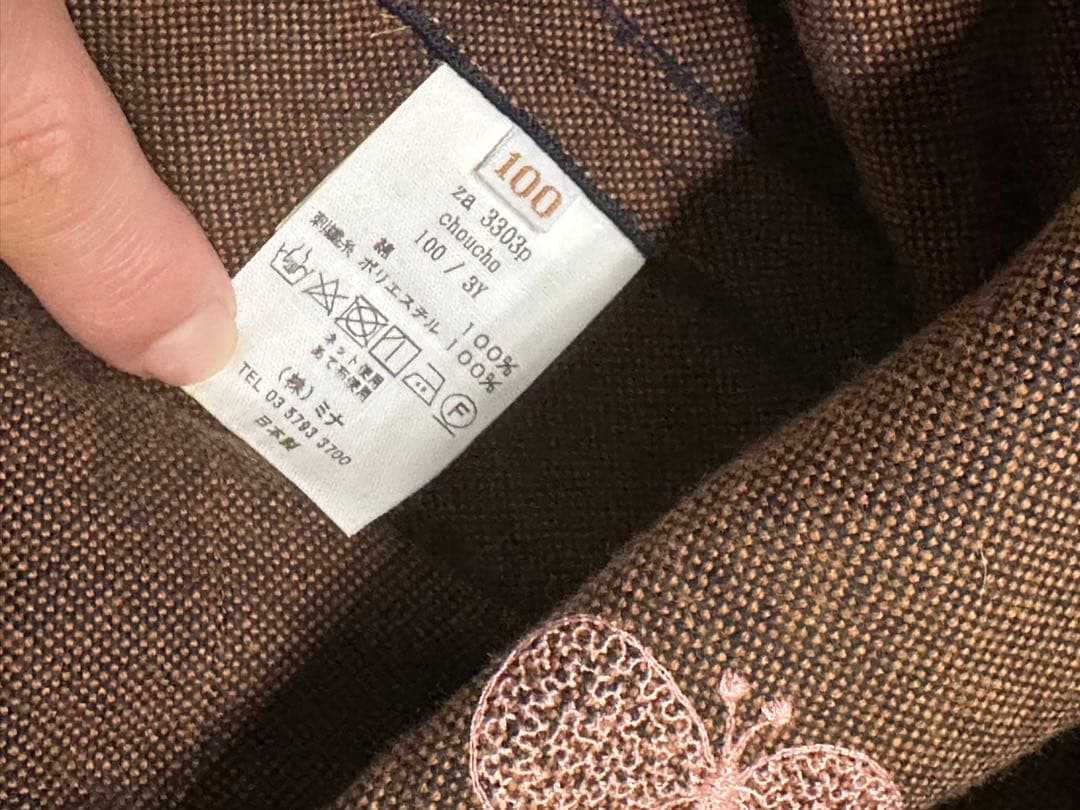 100
za 3303p
choucho
100 / 3Y
綿 100%
刺繍糸 ポリエステル 100%
F
ネット使用
あて布使用
(株) ミナ
TEL 03 5793 3700
日本製